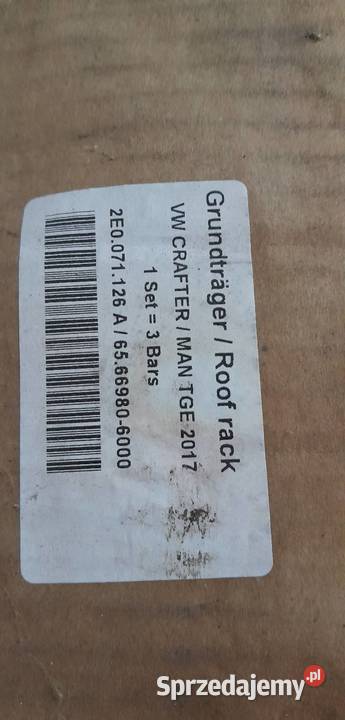 Grundträger / Roof rack
VW CRAFTER / MAN TGE 2017
1 Set = 3 Bars
2E0.071.126 A / 65.66980-6000
Sprzedajemy.pl